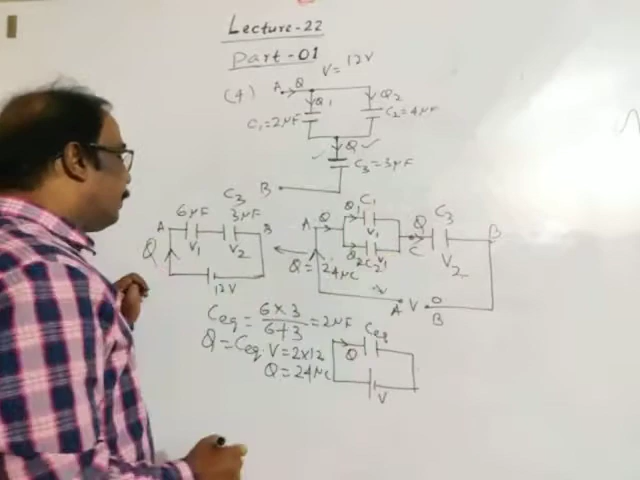 Lecture-22
Part-01
V= 12V
(4) A Q
Q1 Q2
C1=2μF C2=4μF
Q
C3=3μF
B
6μF C3 3μF
A B
Q V1 V2
12V
A Q Q1 C1 Q C3 B
V1
Q2 C2 V1 C V2
Q=24μC
A V B
Ceq= 6×3 / 6+3 =2μF
Q=Ceq.V=2×12
Q=24μC
Ceq
Q
V